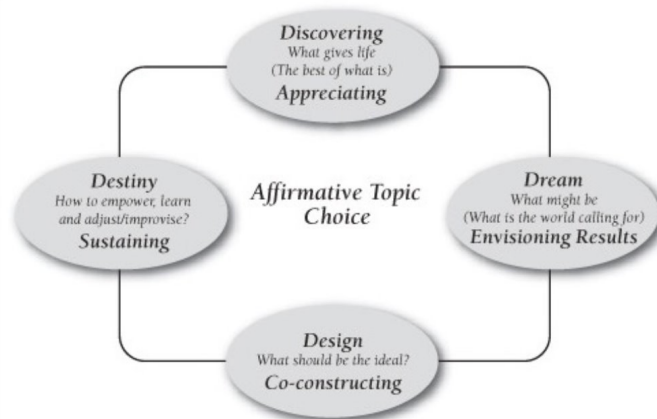 Discovering
What gives life
(The best of what is)
Appreciating
Destiny
How to empower, learn
and adjust/improvise?
Sustaining
Affirmative Topic
Choice
Dream
What might be
(What is the world calling for)
Envisioning Results
Design
What should be the ideal?
Co-constructing